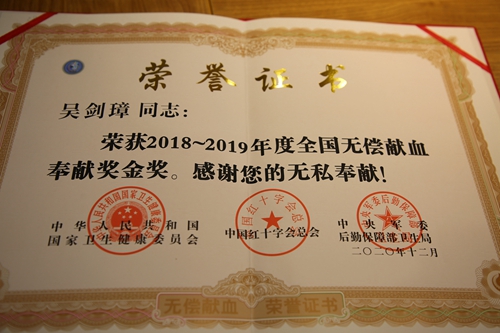 荣誉证书
吴剑璋 同志：
荣获2018~2019年度全国无偿献血
奉献奖金奖。感谢您的无私奉献！
中华人民共和国
国家卫生健康委员会
中国红十字会总会
中央军委
后勤保障部卫生局
二〇二〇年十二月
无偿献血 荣誉证书